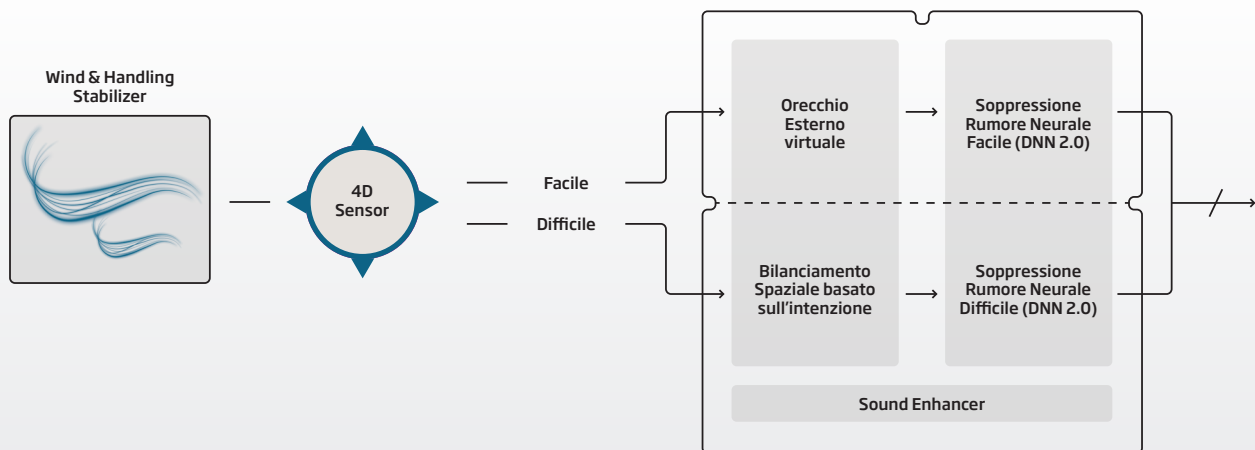 Wind & Handling
Stabilizer
4D
Sensor
Facile
Difficile
Orecchio
Esterno
virtuale
Soppressione
Rumore Neurale
Facile (DNN 2.0)
Bilanciamento
Spaziale basato
sull'intenzione
Soppressione
Rumore Neurale
Difficile (DNN 2.0)
Sound Enhancer